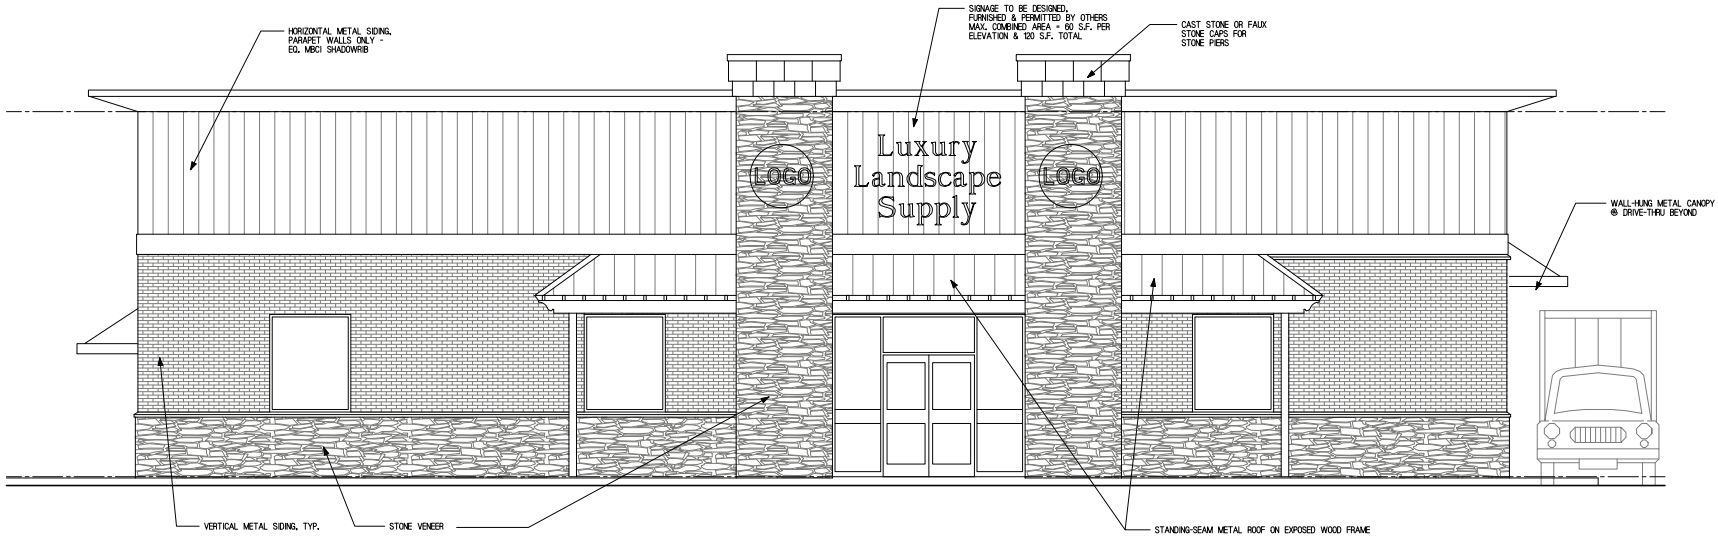 SIGNAGE TO BE DESIGNED,
FURNISHED & PERMITTED BY OTHERS
MAX. COMBINED AREA = 60 S.F. PER
ELEVATION & 120 S.F. TOTAL
CAST STONE OR FAUX
STONE CAPS FOR
STONE PIERS
HORIZONTAL METAL SIDING,
PARAPET WALLS ONLY -
EQ. MBCI SHADOWRIB
Luxury
Landscape
Supply
LOGO
LOGO
WALL-HUNG METAL CANOPY
@ DRIVE-THRU BEYOND
VERTICAL METAL SIDING, TYP.
STONE VENEER
STANDING-SEAM METAL ROOF ON EXPOSED WOOD FRAME